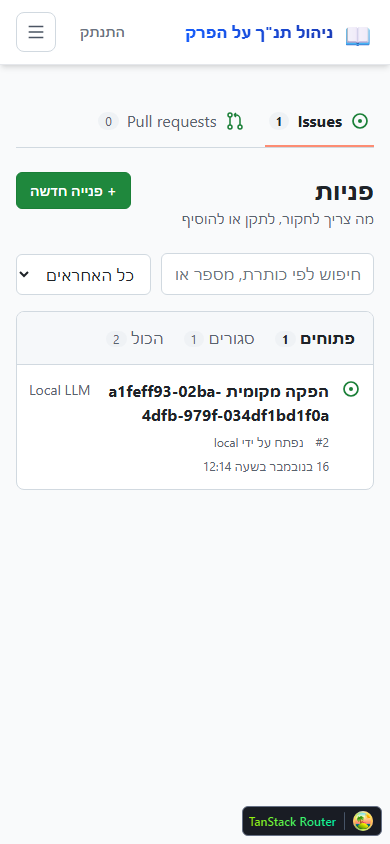 ניהול תנ"ך על הפרק
התנתק
Issues 1
Pull requests 0
פניות
מה צריך לחקור, לתקן או להוסיף
+ פנייה חדשה
חיפוש לפי כותרת, מספר או
כל האחראים
פתוחים 1
סגורים 1
הכול 2
הפקה מקומית a1feff93-02ba-
4dfb-979f-034df1bd1f0a
Local LLM
#2 נפתח על ידי local
16 בנובמבר בשעה 12:14
TanStack Router